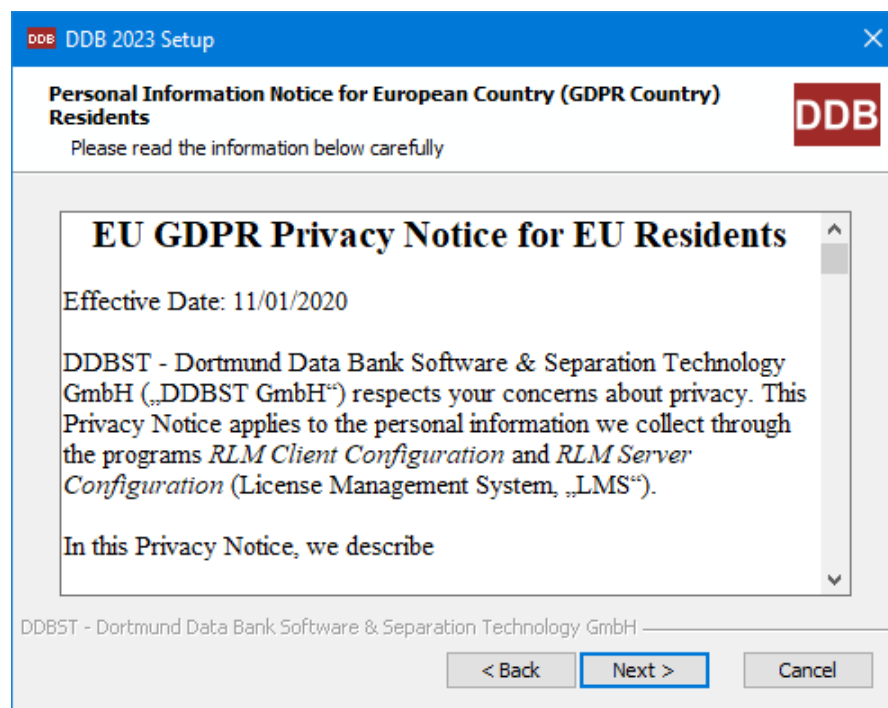 DDB DDB 2023 Setup
Personal Information Notice for European Country (GDPR Country)
Residents
DDB
Please read the information below carefully
EU GDPR Privacy Notice for EU Residents
Effective Date: 11/01/2020
DDBST - Dortmund Data Bank Software & Separation Technology
GmbH („DDBST GmbH“) respects your concerns about privacy. This
Privacy Notice applies to the personal information we collect through
the programs RLM Client Configuration and RLM Server
Configuration (License Management System, „LMS“).
In this Privacy Notice, we describe
DDBST - Dortmund Data Bank Software & Separation Technology GmbH
< Back Next > Cancel